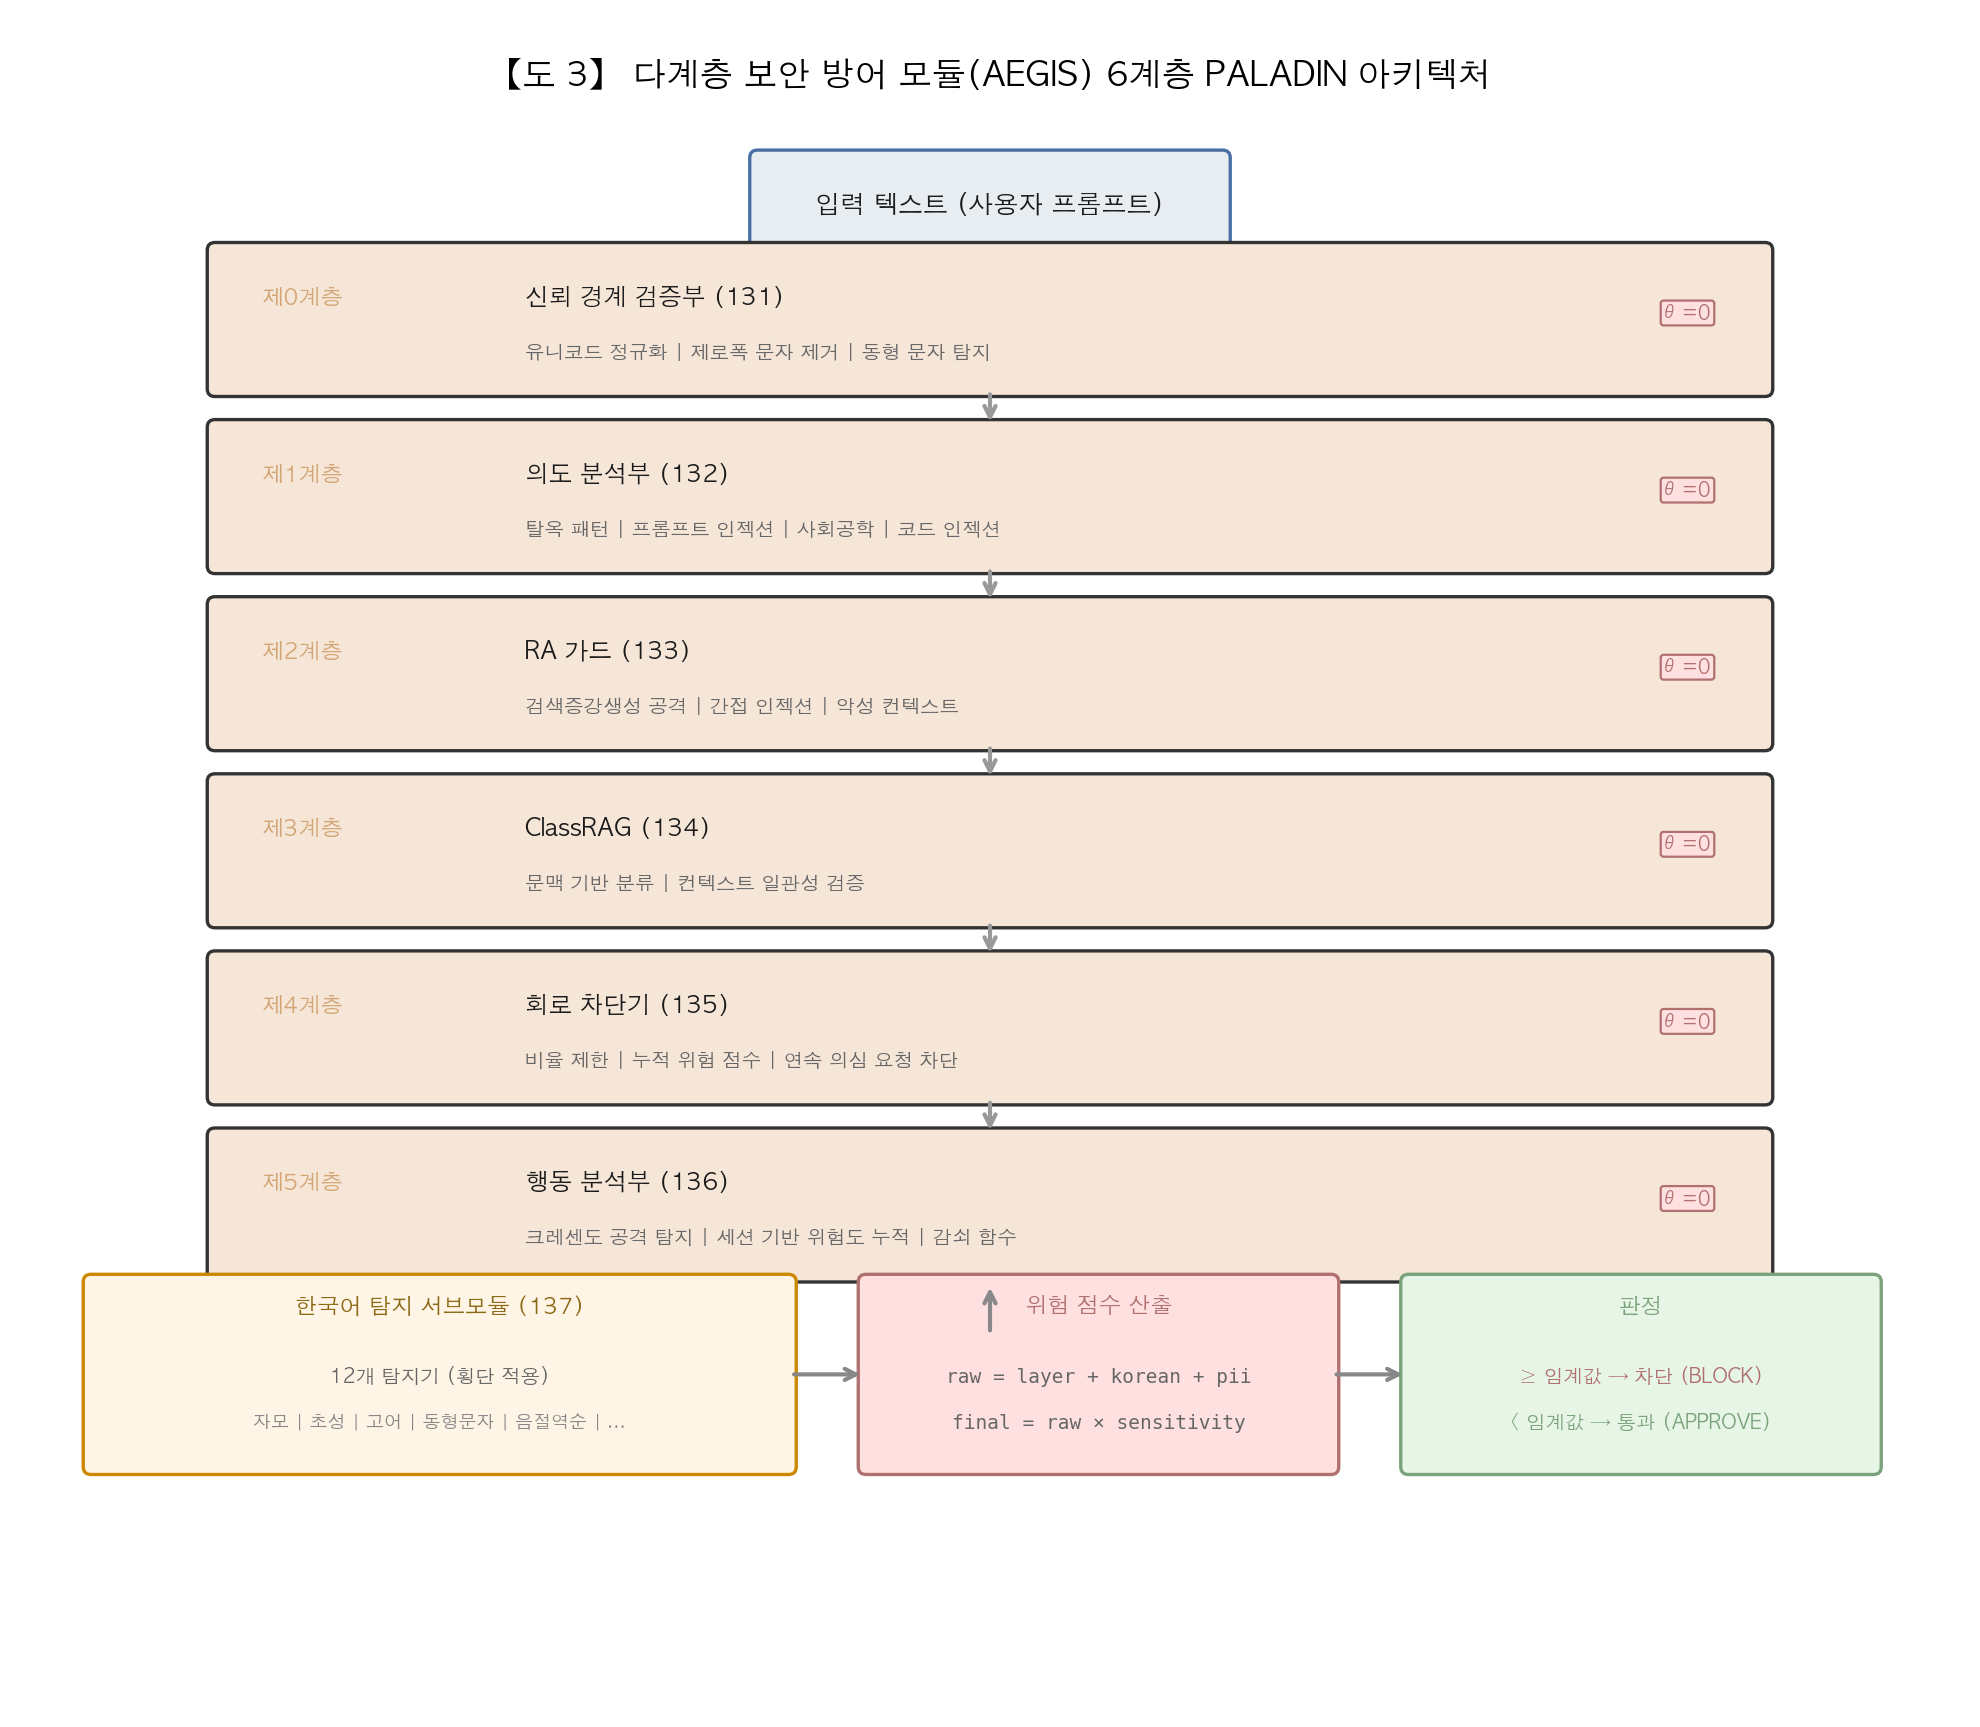 【도 3】 다계층 보안 방어 모듈(AEGIS) 6계층 PALADIN 아키텍처
입력 텍스트 (사용자 프롬프트)
제0계층
신뢰 경계 검증부 (131)
θ =0
유니코드 정규화 | 제로폭 문자 제거 | 동형 문자 탐지
제1계층
의도 분석부 (132)
θ =0
탈옥 패턴 | 프롬프트 인젝션 | 사회공학 | 코드 인젝션
제2계층
RA 가드 (133)
θ =0
검색증강생성 공격 | 간접 인젝션 | 악성 컨텍스트
제3계층
ClassRAG (134)
θ =0
문맥 기반 분류 | 컨텍스트 일관성 검증
제4계층
회로 차단기 (135)
θ =0
비율 제한 | 누적 위험 점수 | 연속 의심 요청 차단
제5계층
행동 분석부 (136)
θ =0
크레센도 공격 탐지 | 세션 기반 위험도 누적 | 감쇠 함수
한국어 탐지 서브모듈 (137)
12개 탐지기 (횡단 적용)
자모 | 초성 | 고어 | 동형문자 | 음절역순 | ...
위험 점수 산출
raw = layer + korean + pii
final = raw × sensitivity
판정
≥ 임계값 → 차단 (BLOCK)
< 임계값 → 통과 (APPROVE)